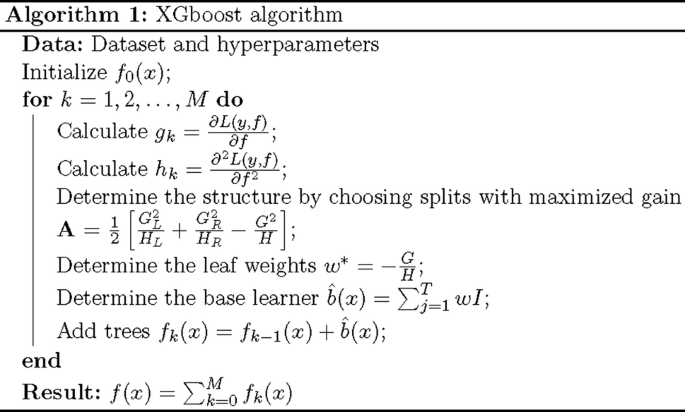 Algorithm 1: XGboost algorithm
Data: Dataset and hyperparameters
Initialize $f_0(x)$;
for $k = 1, 2, \ldots, M$ do
Calculate $g_k = \frac{\partial L(y,f)}{\partial f}$;
Calculate $h_k = \frac{\partial^2 L(y,f)}{\partial f^2}$;
Determine the structure by choosing splits with maximized gain
$\mathbf{A} = \frac{1}{2} \left[ \frac{G_L^2}{H_L} + \frac{G_R^2}{H_R} - \frac{G^2}{H} \right]$;
Determine the leaf weights $w^* = -\frac{G}{H}$;
Determine the base learner $\hat{b}(x) = \sum_{j=1}^{T} wI$;
Add trees $f_k(x) = f_{k-1}(x) + \hat{b}(x)$;
end
Result: $f(x) = \sum_{k=0}^{M} f_k(x)$